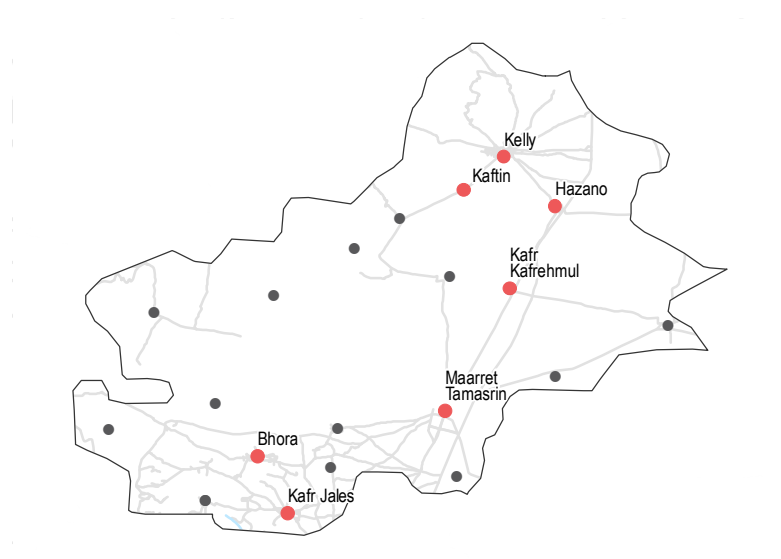 Kelly
Kaftin
Hazano
Kafr
Kafrehmul
Maarret
Tamasrin
Bhora
Kafr Jales